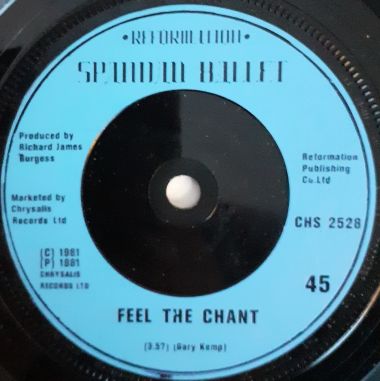 • REFORMATION •
SPANDAU BALLET
Produced by
Richard James
Burgess
Reformation
Publishing
Co.Ltd
Marketed by
Chrysalis
Records Ltd
CHS 2528
(C) 1981
(P) 1981
CHRYSALIS
RECORDS LTD
45
FEEL THE CHANT
(3.57) (Gary Kemp)